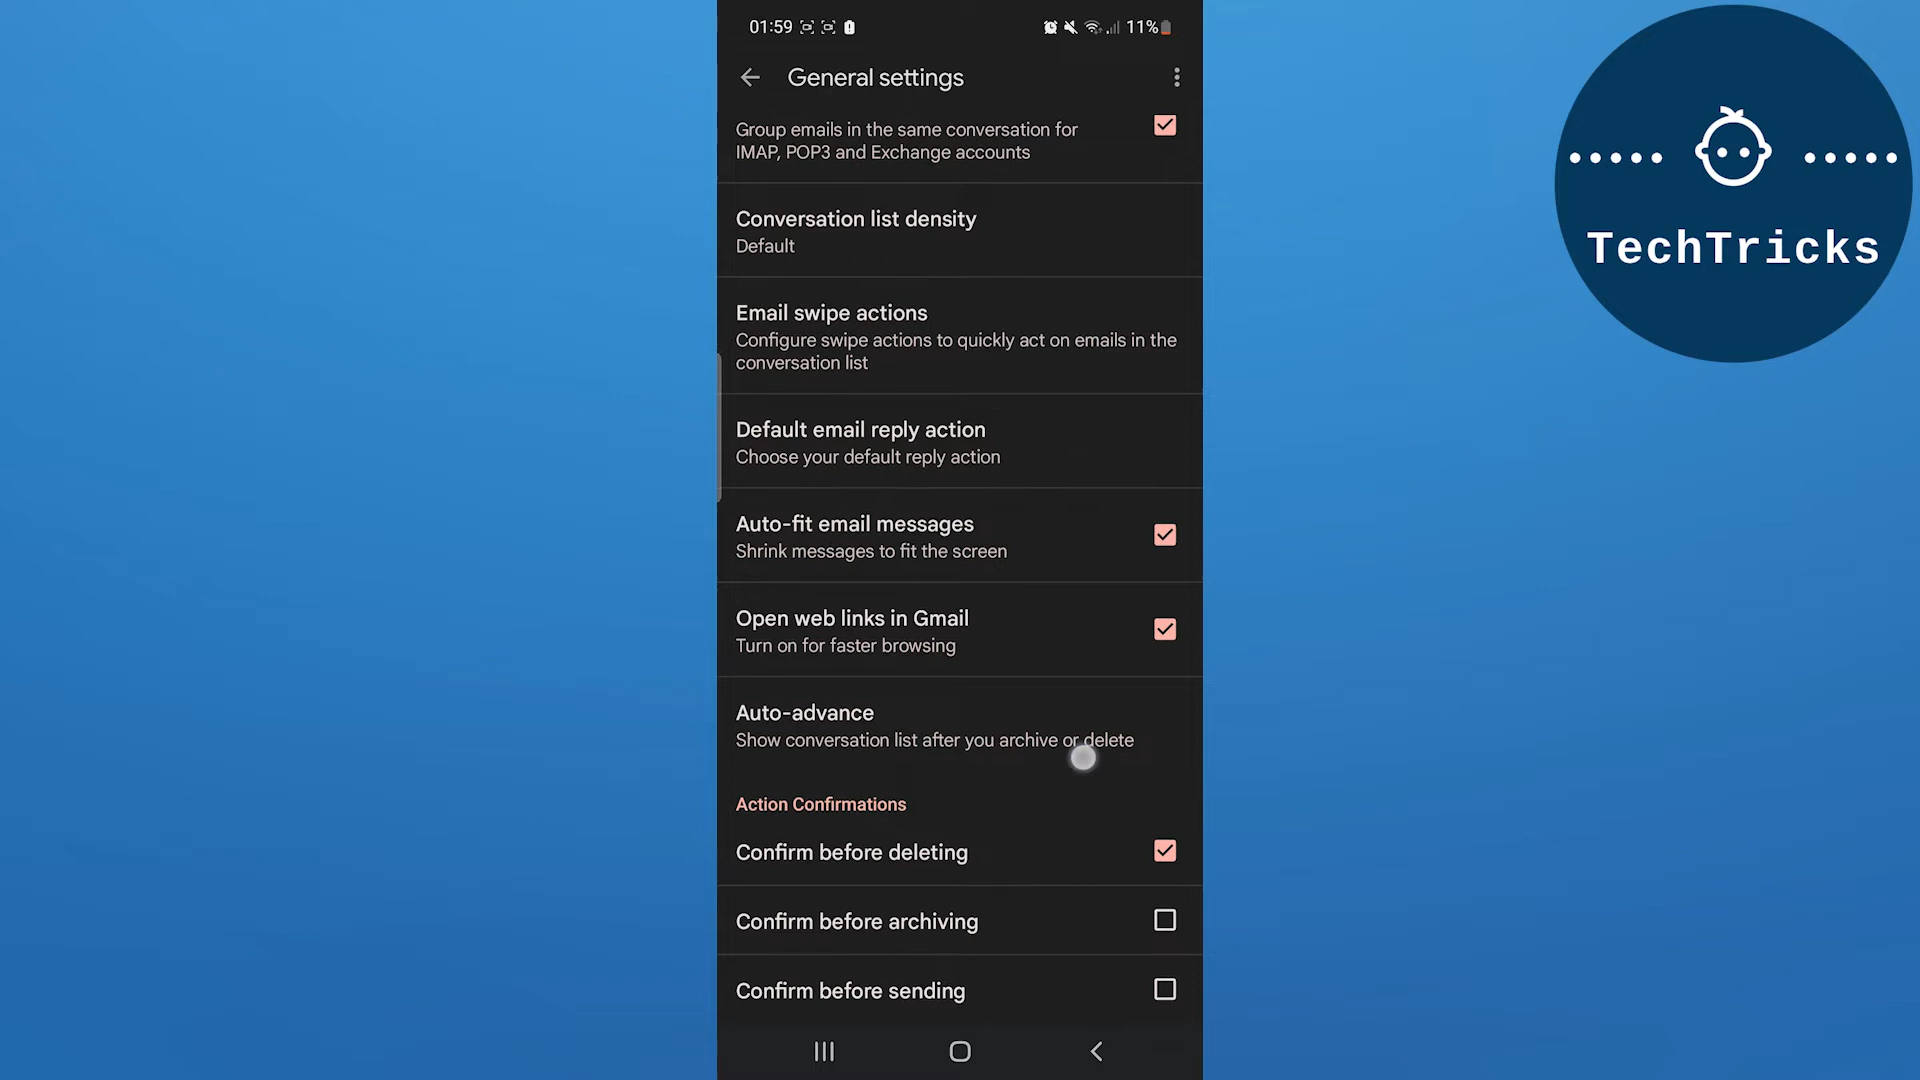 01:59
11%
General settings
Group emails in the same conversation for
IMAP, POP3 and Exchange accounts
Conversation list density
Default
Email swipe actions
Configure swipe actions to quickly act on emails in the
conversation list
Default email reply action
Choose your default reply action
Auto-fit email messages
Shrink messages to fit the screen
Open web links in Gmail
Turn on for faster browsing
Auto-advance
Show conversation list after you archive or delete
Action Confirmations
Confirm before deleting
Confirm before archiving
Confirm before sending
TechTricks